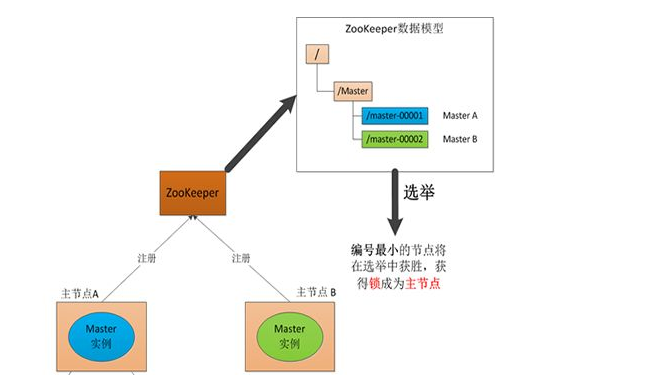 ZooKeeper数据模型
/
/Master
/master-00001 Master A
/master-00002 Master B
ZooKeeper
选举
编号最小的节点将
在选举中获胜，获
得锁成为主节点
注册 注册
主节点A 主节点 B
Master
实例
Master
实例